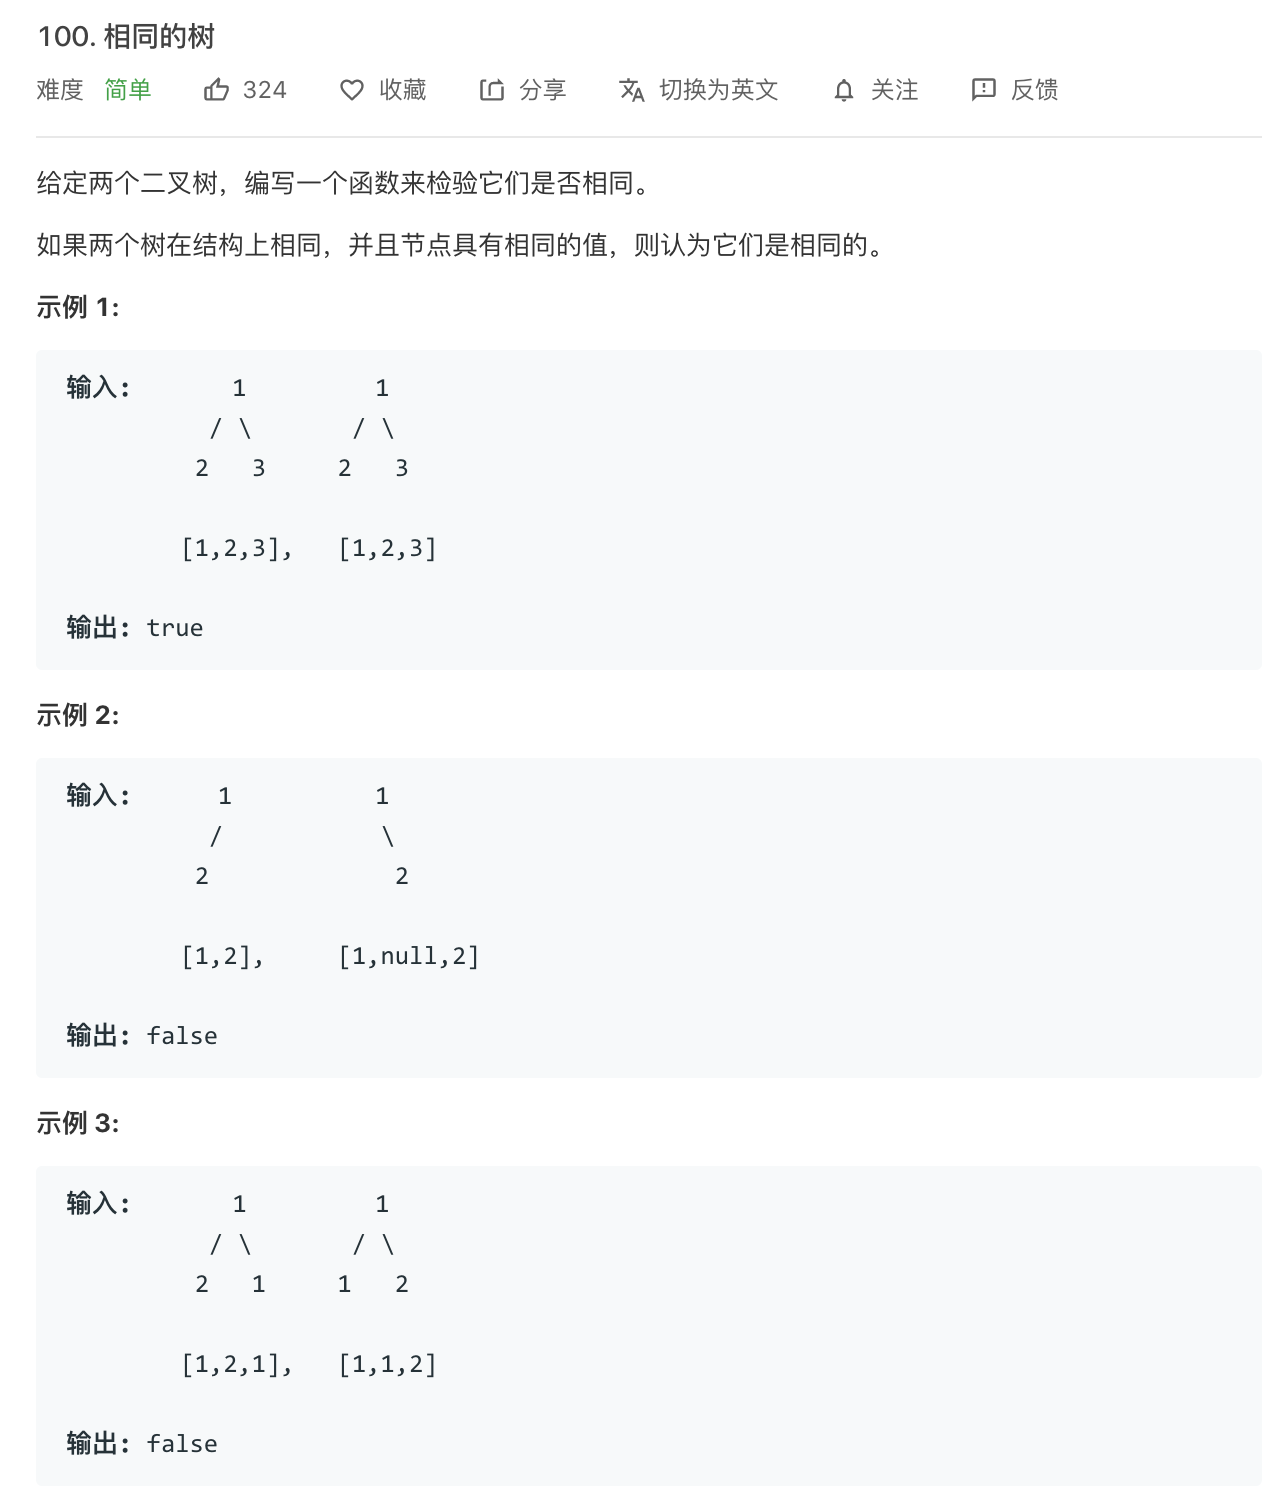 100. 相同的树
难度 简单 324 收藏 分享 切换为英文 关注 反馈
给定两个二叉树，编写一个函数来检验它们是否相同。
如果两个树在结构上相同，并且节点具有相同的值，则认为它们是相同的。
示例 1:
输入:       1         1
          / \       / \
         2   3     2   3
        [1,2,3],   [1,2,3]
输出: true
示例 2:
输入:      1          1
          /           \
         2             2
        [1,2],     [1,null,2]
输出: false
示例 3:
输入:       1         1
          / \       / \
         2   1     1   2
        [1,2,1],   [1,1,2]
输出: false